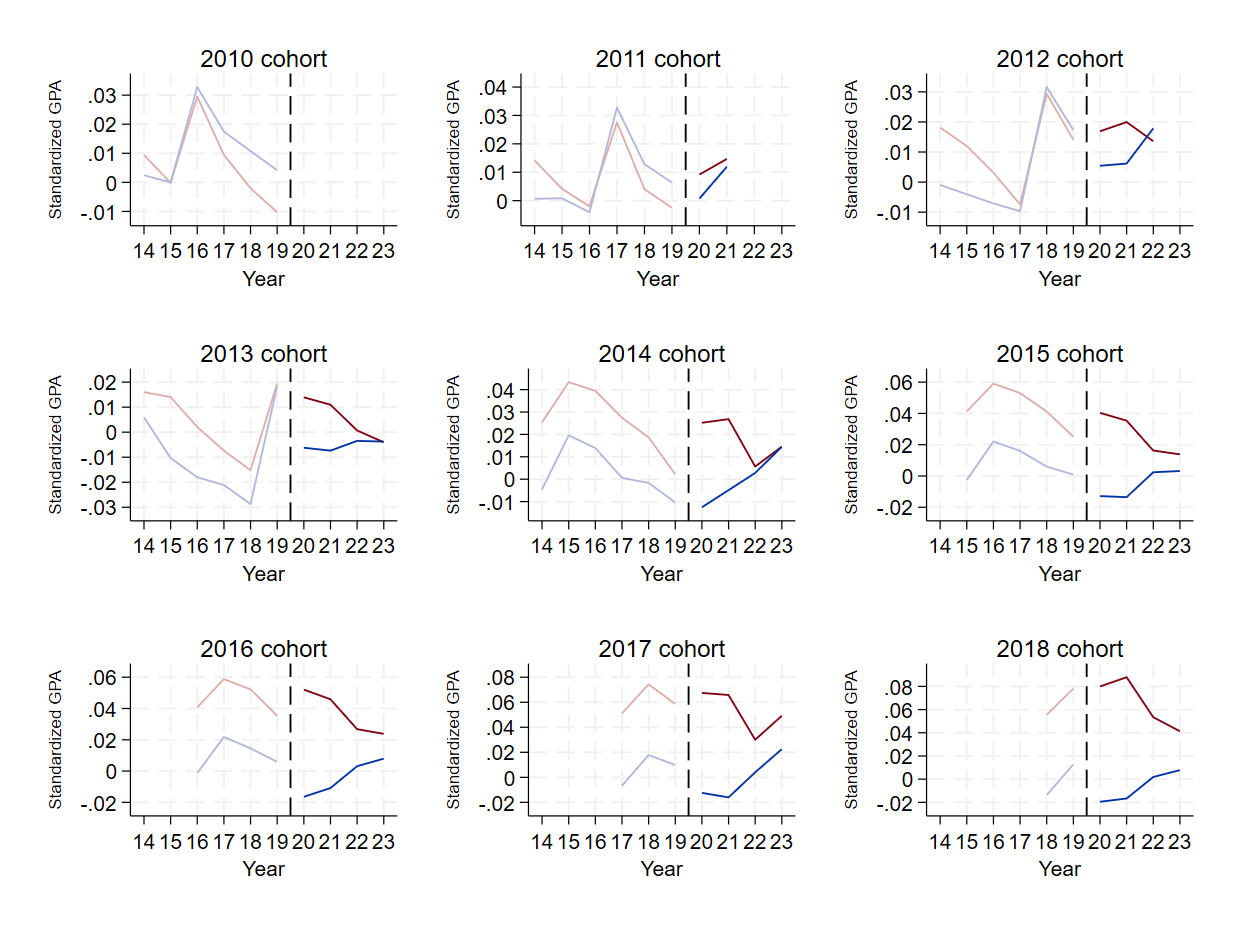 2010 cohort
Standardized GPA
.03
.02
.01
0
-.01
14 15 16 17 18 19 20 21 22 23
Year
2011 cohort
Standardized GPA
.04
.03
.02
.01
0
14 15 16 17 18 19 20 21 22 23
Year
2012 cohort
Standardized GPA
.03
.02
.01
0
-.01
14 15 16 17 18 19 20 21 22 23
Year
2013 cohort
Standardized GPA
.02
.01
0
-.01
-.02
-.03
14 15 16 17 18 19 20 21 22 23
Year
2014 cohort
Standardized GPA
.04
.03
.02
.01
0
-.01
14 15 16 17 18 19 20 21 22 23
Year
2015 cohort
Standardized GPA
.06
.04
.02
0
-.02
14 15 16 17 18 19 20 21 22 23
Year
2016 cohort
Standardized GPA
.06
.04
.02
0
-.02
14 15 16 17 18 19 20 21 22 23
Year
2017 cohort
Standardized GPA
.08
.06
.04
.02
0
-.02
14 15 16 17 18 19 20 21 22 23
Year
2018 cohort
Standardized GPA
.08
.06
.04
.02
0
-.02
14 15 16 17 18 19 20 21 22 23
Year